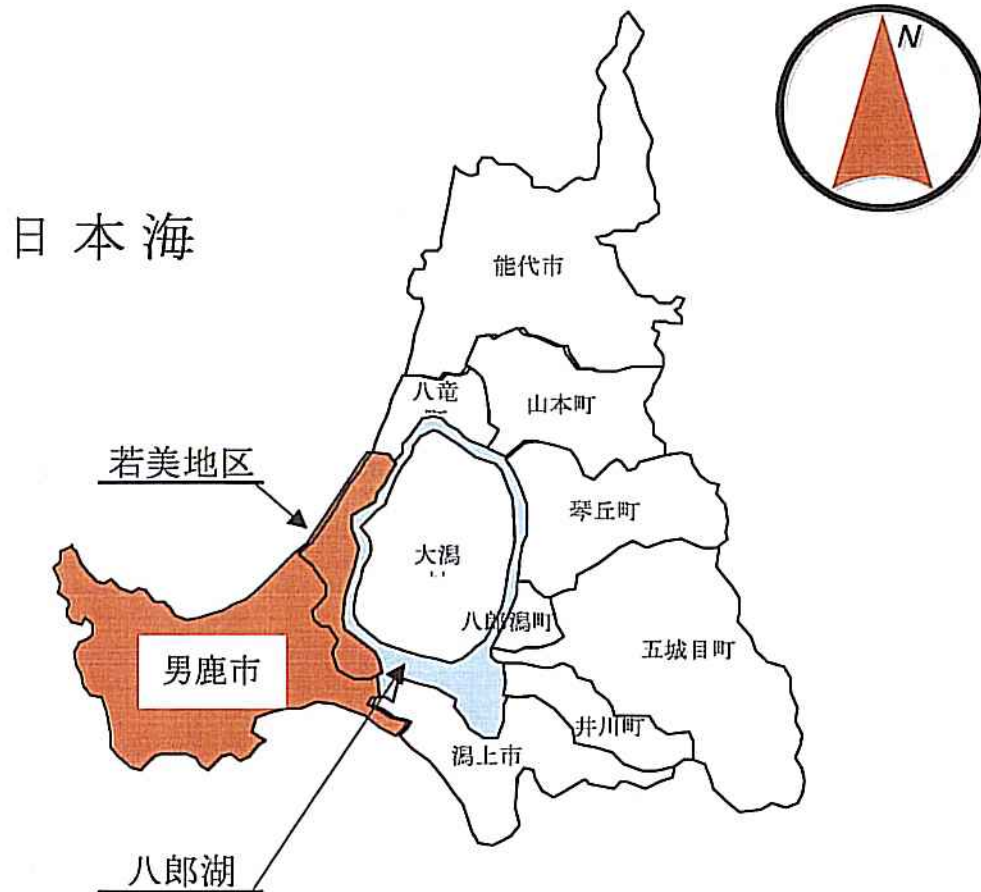 N
日本海
能代市
八竜
山本町
若美地区
琴丘町
大潟
八郎潟町
五城目町
男鹿市
井川町
潟上市
八郎湖